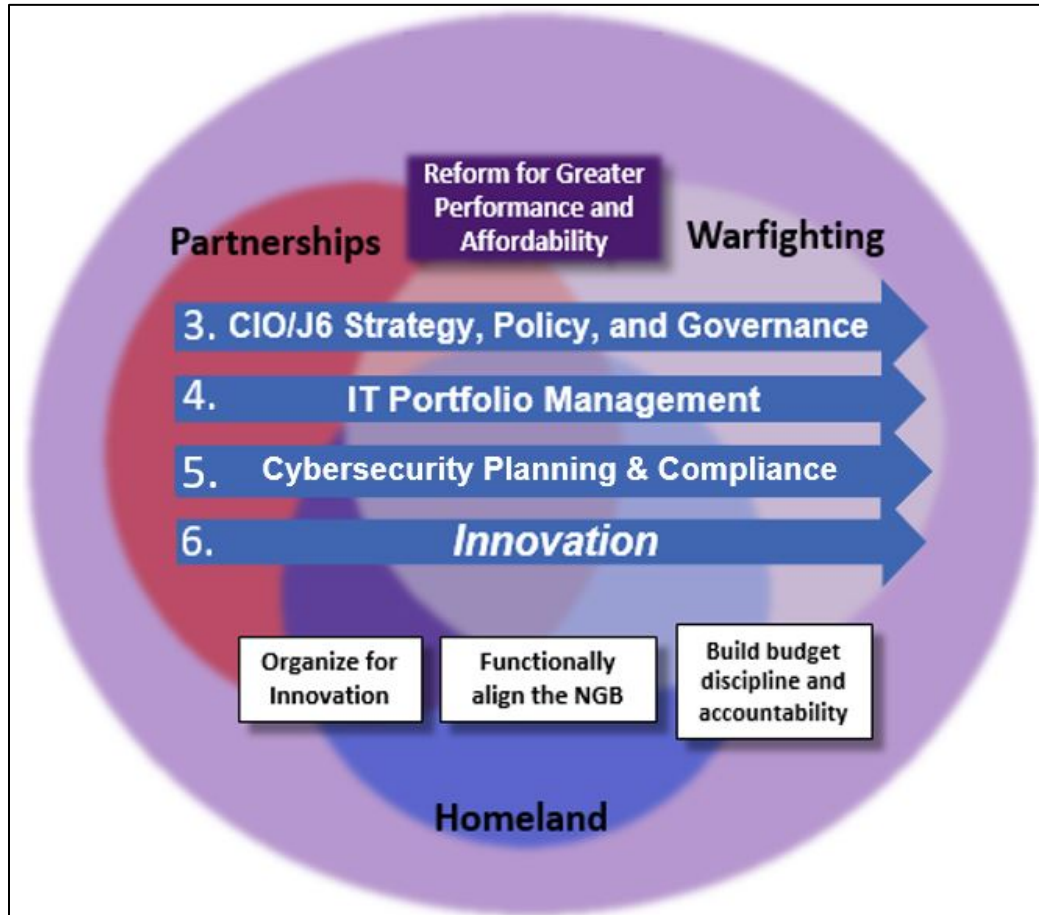 Reform for Greater
Performance and
Affordability
Partnerships
Warfighting
3. CIO/J6 Strategy, Policy, and Governance
4. IT Portfolio Management
5. Cybersecurity Planning & Compliance
6. Innovation
Organize for
Innovation
Functionally
align the NGB
Build budget
discipline and
accountability
Homeland